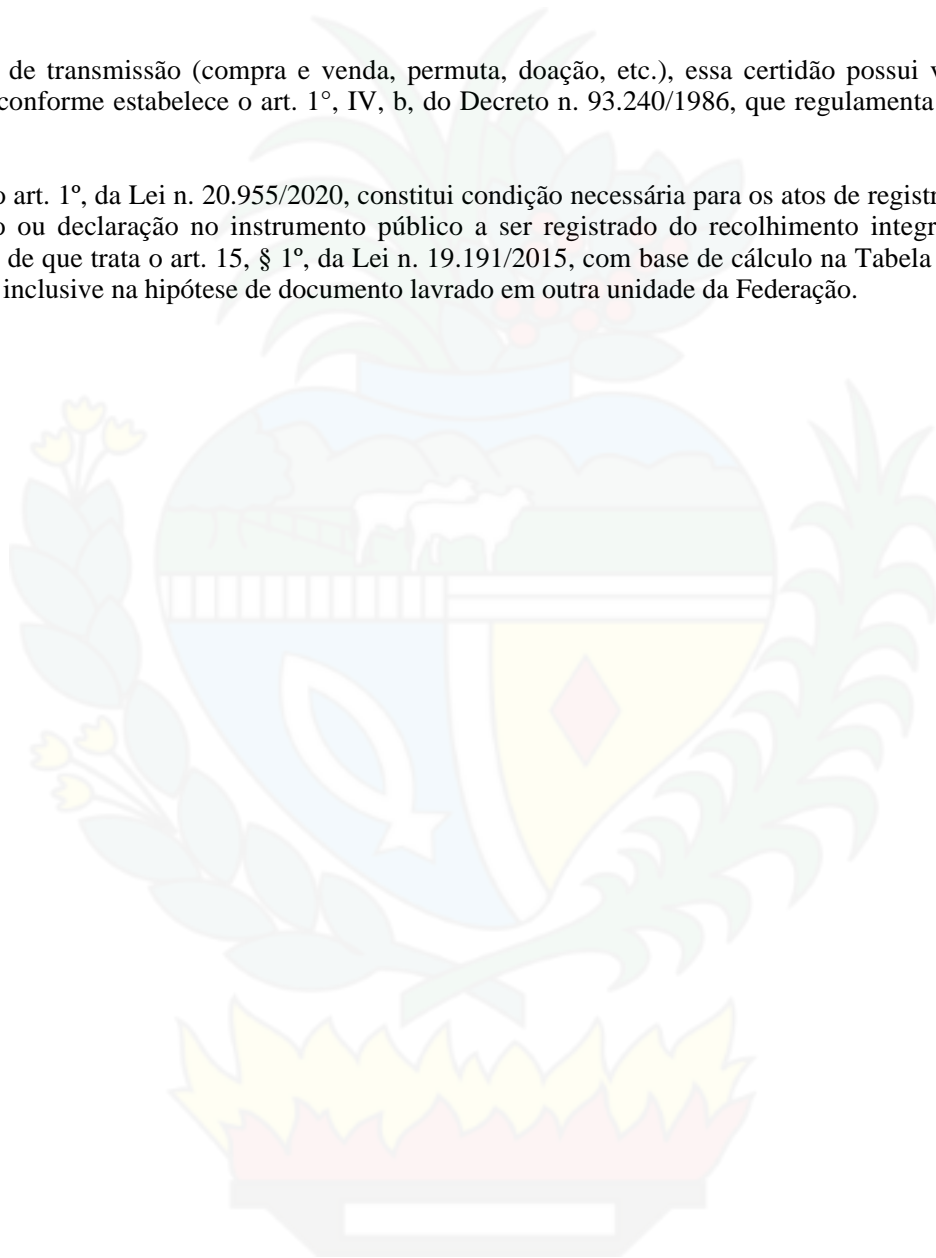 de transmissão (compra e venda, permuta, doação, etc.), essa certidão possui
conforme estabelece o art. 1°, IV, b, do Decreto n. 93.240/1986, que regulamenta
o art. 1º, da Lei n. 20.955/2020, constitui condição necessária para os atos de
ou declaração no instrumento público a ser registrado do recolhimento
de que trata o art. 15, § 1º, da Lei n. 19.191/2015, com base de cálculo na Tabela
inclusive na hipótese de documento lavrado em outra unidade da Federação.